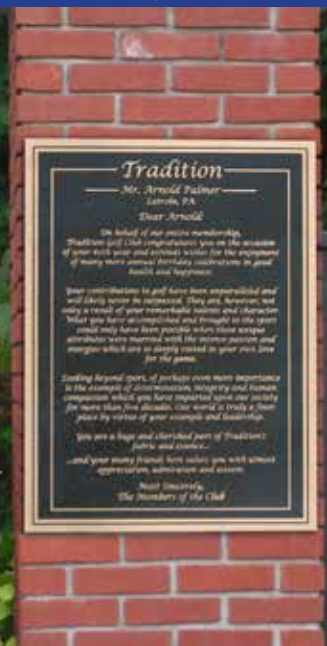 Tradition
Mr. Arnold Palmer
Latrobe, PA
Dear Arnold:
On behalf of our entire membership,
Tradition Golf Club congratulates you on the occasion
of your year and extends wishes for the enjoyment
of many more annual birthday celebrations in good
health and happiness.
Your contributions to golf have been unparalleled and
will likely never be surpassed. They are, however, not
only a result of your remarkable talents and character.
What you have accomplished and brought to the sport
could only have been possible when those unique
attributes were married with the intense passion and
energies which are so deeply rooted in your own love
for the game.
Looking beyond sport, of perhaps even more importance
is the example of determination, integrity and human
compassion which you have imparted upon our society
for more than five decades. Our world is truly a finer
place by virtue of your example and leadership.
You are a huge and cherished part of Tradition's
fabric and essence...
...and your many friends here salute you with utmost
appreciation, admiration and esteem.
Most Sincerely,
The Members of the Club